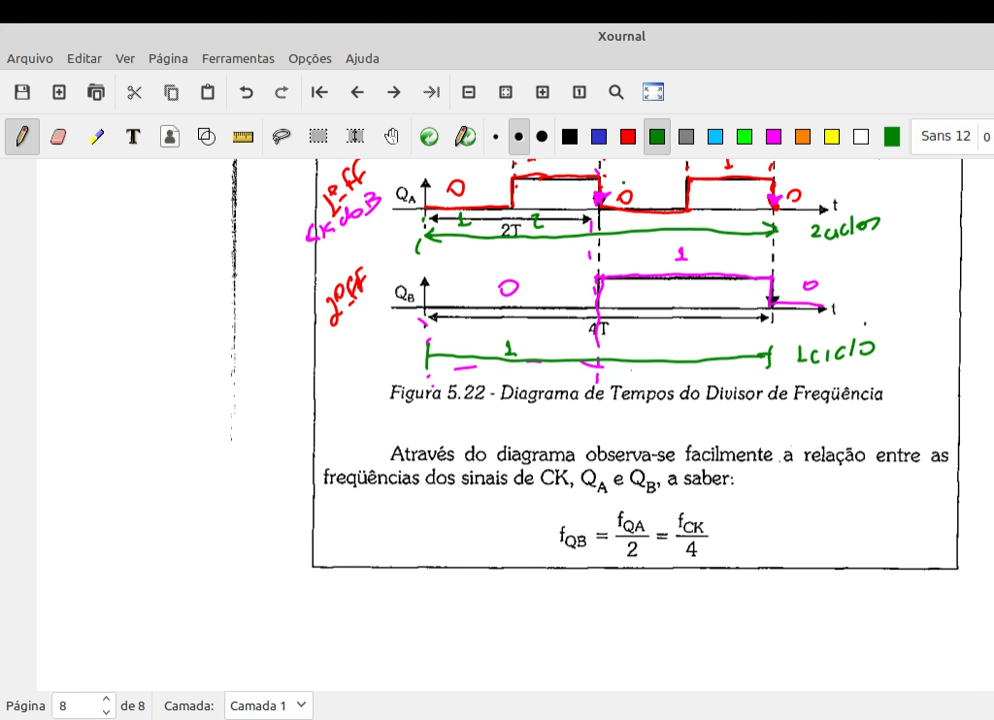 Xournal
Arquivo Editar Ver Página Ferramentas Opções Ajuda
T Sans 12 0
1º ff
CK do B
QA 0 0 1 0 t
1 2T 2 2 ciclos
2º ff
QB 0 1 0 t
4T
1 1 ciclo
Figura 5.22 - Diagrama de Tempos do Divisor de Freqüência
Através do diagrama observa-se facilmente a relação entre as
freqüências dos sinais de CK, QA e QB, a saber:
fQB = fQA/2 = fCK/4
Página 8 de 8 Camada: Camada 1